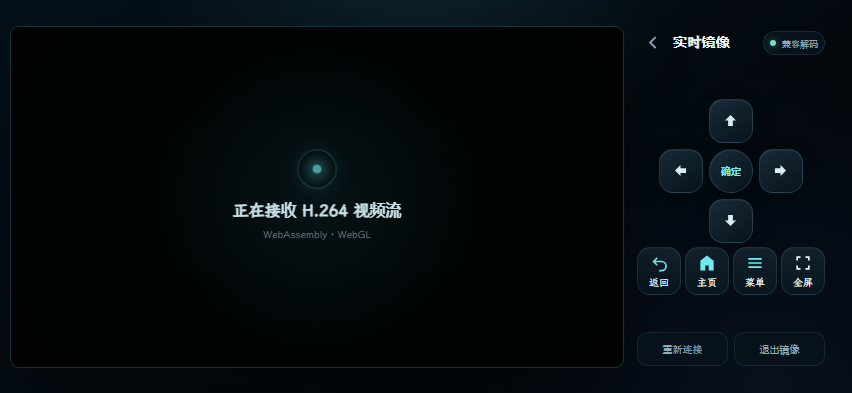 正在接收 H.264 视频流
WebAssembly · WebGL
实时镜像
兼容解码
确定
返回
主页
菜单
全屏
重新连接
退出镜像